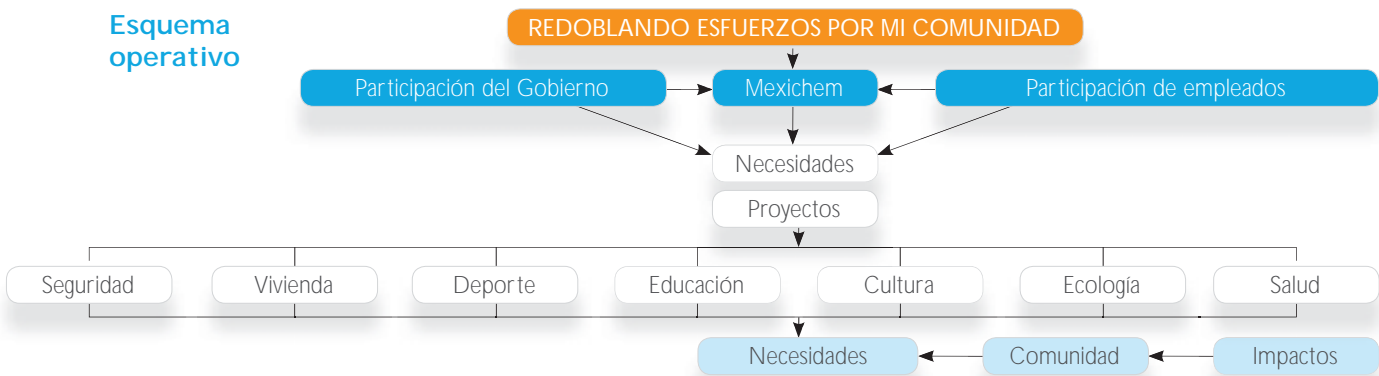 Esquema
operativo
REDOBLANDO ESFUERZOS POR MI COMUNIDAD
Participación del Gobierno
Mexichem
Participación de empleados
Necesidades
Proyectos
Seguridad
Vivienda
Deporte
Educación
Cultura
Ecología
Salud
Necesidades
Comunidad
Impactos